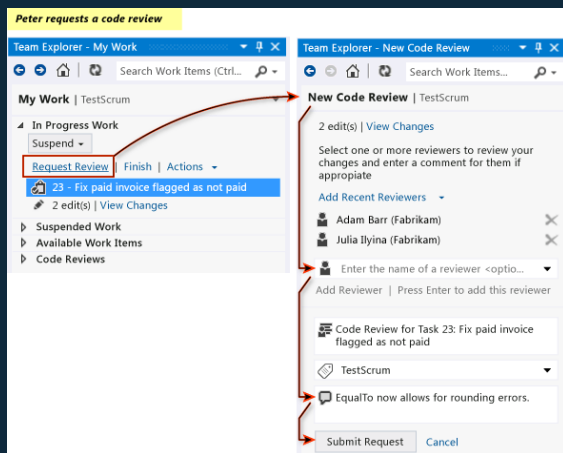 Peter requests a code review
Team Explorer - My Work
Search Work Items (Ctrl...
My Work | TestScrum
In Progress Work
Suspend
Request Review | Finish | Actions
23 - Fix paid invoice flagged as not paid
2 edit(s) | View Changes
Suspended Work
Available Work Items
Code Reviews
Team Explorer - New Code Review
Search Work Items...
New Code Review | TestScrum
2 edit(s) | View Changes
Select one or more reviewers to review your
changes and enter a comment for them if
appropiate
Add Recent Reviewers
Adam Barr (Fabrikam)
Julia Ilyina (Fabrikam)
Enter the name of a reviewer <optio...
Add Reviewer | Press Enter to add this reviewer
Code Review for Task 23: Fix paid invoice
flagged as not paid
TestScrum
EqualTo now allows for rounding errors.
Submit Request Cancel